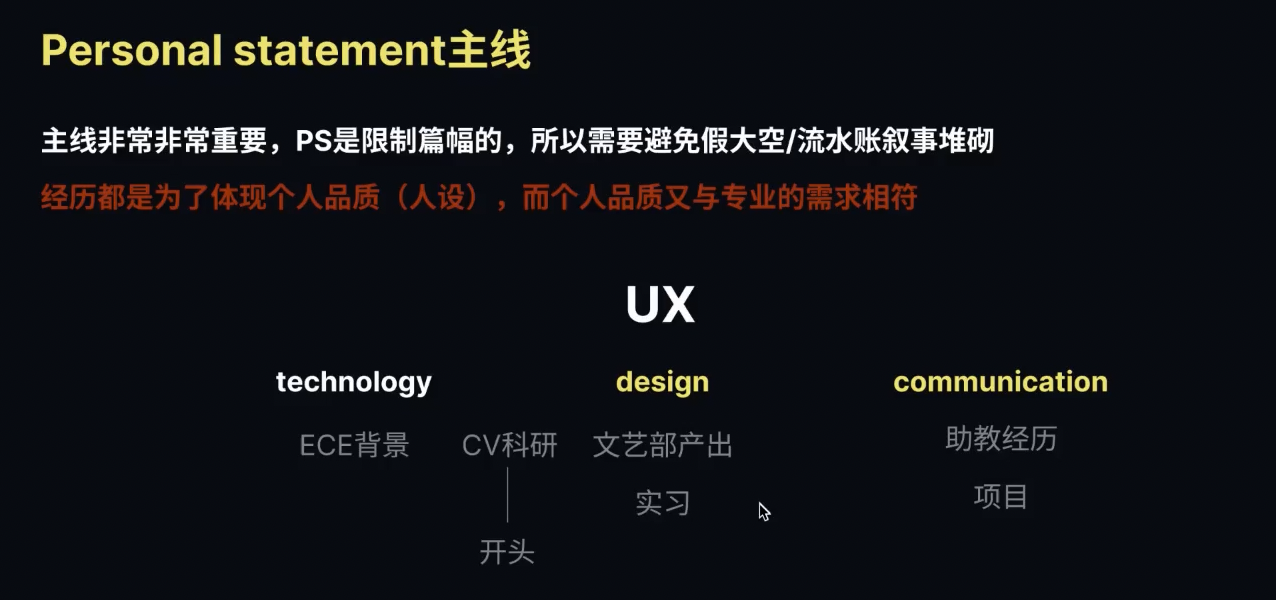 Personal statement主线
主线非常非常重要，PS是限制篇幅的，所以需要避免假大空/流水账叙事堆砌
经历都是为了体现个人品质（人设），而个人品质又与专业的需求相符
UX
technology design communication
ECE背景 CV科研 文艺部产出 助教经历
实习 项目
开头